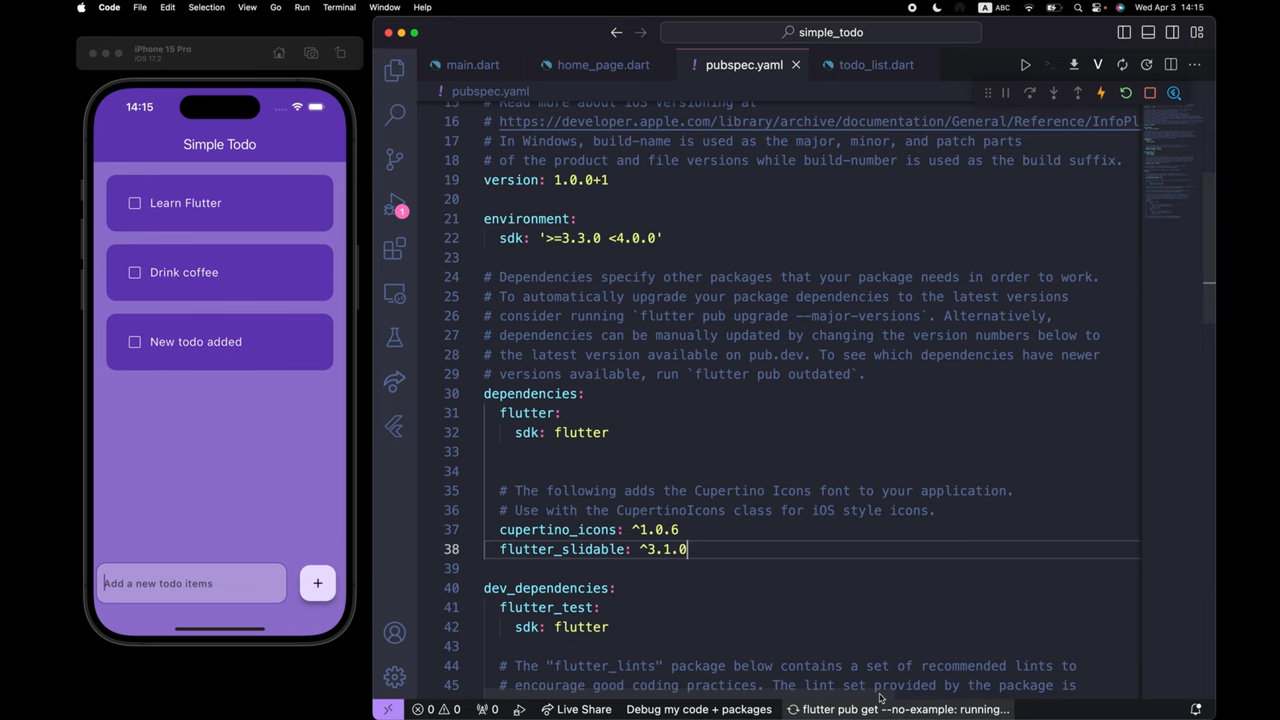 Code File Edit Selection View Go Run Terminal Window Help
A ABC Wed Apr 3 14:15
iPhone 15 Pro
iOS 17.2
14:15
Simple Todo
Learn Flutter
Drink coffee
New todo added
Add a new todo items
+
simple_todo
main.dart home_page.dart ! pubspec.yaml × todo_list.dart
! pubspec.yaml
1
15 # Read more about iOS versioning at
16 # https://developer.apple.com/library/archive/documentation/General/Reference/InfoPl
17 # In Windows, build-name is used as the major, minor, and patch parts
18 # of the product and file versions while build-number is used as the build suffix.
19 version: 1.0.0+1
20
21 environment:
22 sdk: '>=3.3.0 <4.0.0'
23
24 # Dependencies specify other packages that your package needs in order to work.
25 # To automatically upgrade your package dependencies to the latest versions
26 # consider running `flutter pub upgrade --major-versions`. Alternatively,
27 # dependencies can be manually updated by changing the version numbers below to
28 # the latest version available on pub.dev. To see which dependencies have newer
29 # versions available, run `flutter pub outdated`.
30 dependencies:
31 flutter:
32 sdk: flutter
33
34
35 # The following adds the Cupertino Icons font to your application.
36 # Use with the CupertinoIcons class for iOS style icons.
37 cupertino_icons: ^1.0.6
38 flutter_slidable: ^3.1.0
39
40 dev_dependencies:
41 flutter_test:
42 sdk: flutter
43
44 # The "flutter_lints" package below contains a set of recommended lints to
45 # encourage good coding practices. The lint set provided by the package is
0 0 0 Live Share Debug my code + packages flutter pub get --no-example: running...